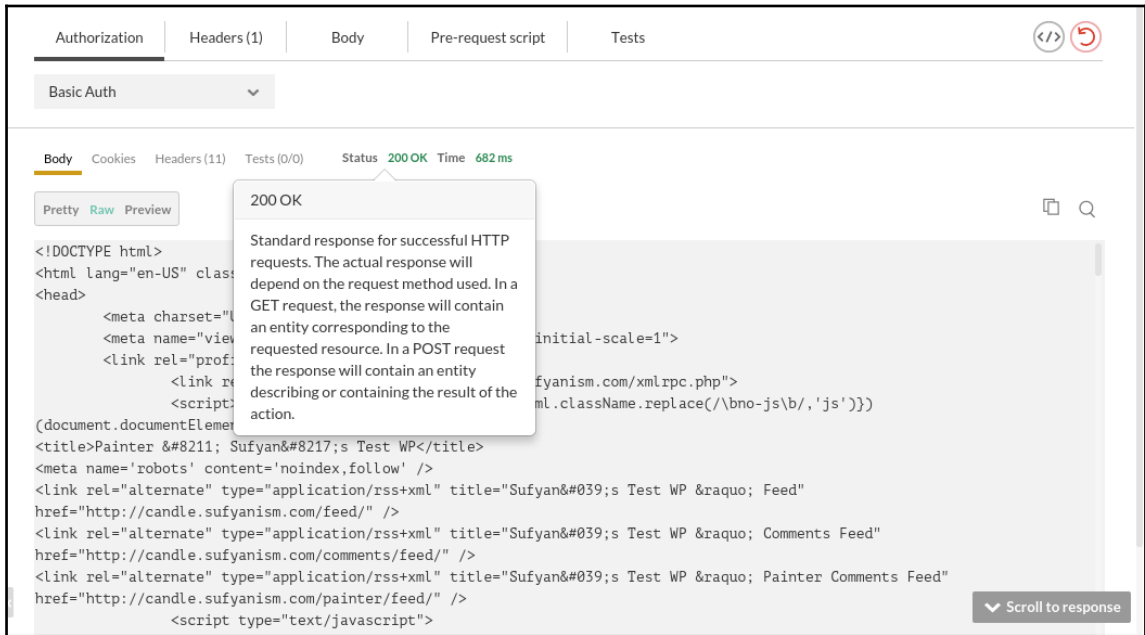 Authorization Headers (1) Body Pre-request script Tests </>
Basic Auth
Body Cookies Headers (11) Tests (0/0) Status 200 OK Time 682 ms
Pretty Raw Preview
200 OK
Standard response for successful HTTP
requests. The actual response will
depend on the request method used. In a
GET request, the response will contain
an entity corresponding to the
requested resource. In a POST request
the response will contain an entity
describing or containing the result of the
action.
<!DOCTYPE html>
<html lang="en-US" clas
<head>
<meta charset="
<meta name="vie initial-scale=1">
<link rel="prof
<link re fyanism.com/xmlrpc.php">
<script> ml.className.replace(/\bno-js\b/,'js')})
(document.documentElemen
<title>Painter &#8211; Sufyan&#8217;s Test WP</title>
<meta name='robots' content='noindex,follow' />
<link rel="alternate" type="application/rss+xml" title="Sufyan&#039;s Test WP &raquo; Feed"
href="http://candle.sufyanism.com/feed/" />
<link rel="alternate" type="application/rss+xml" title="Sufyan&#039;s Test WP &raquo; Comments Feed"
href="http://candle.sufyanism.com/comments/feed/" />
<link rel="alternate" type="application/rss+xml" title="Sufyan&#039;s Test WP &raquo; Painter Comments Feed"
href="http://candle.sufyanism.com/painter/feed/" />
<script type="text/javascript">
Scroll to response